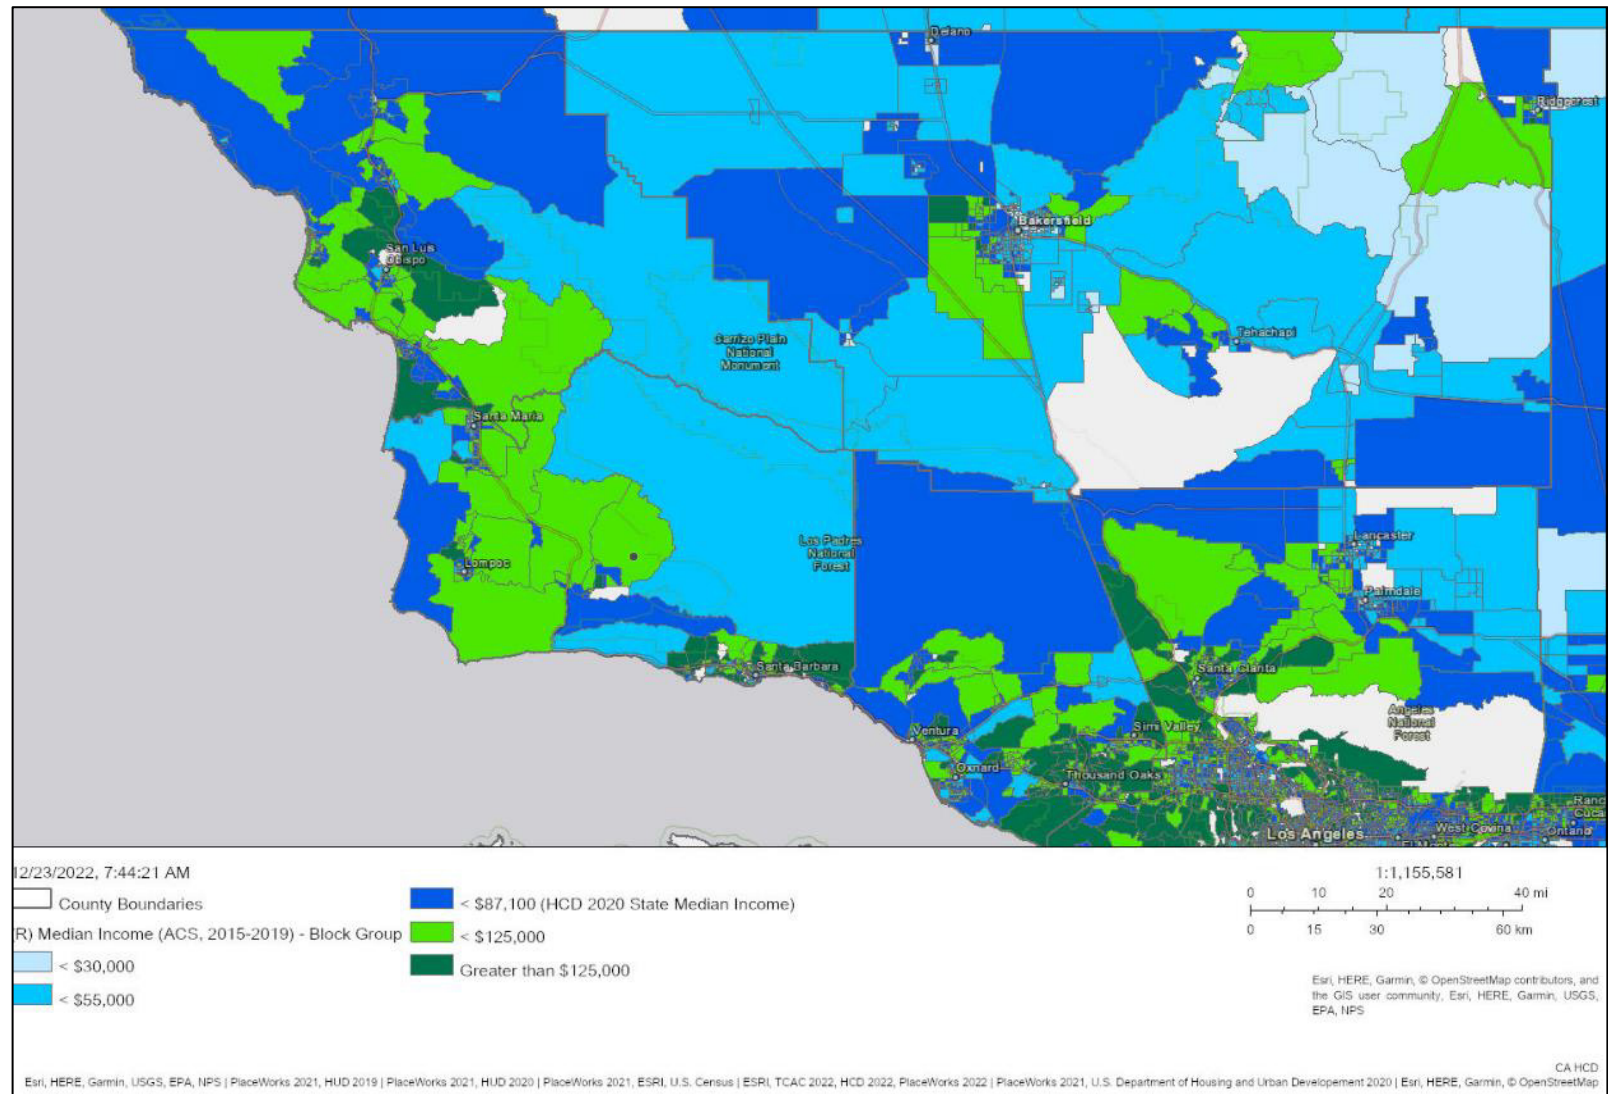 Delano
Ridgecrest
Bakersfield
San Luis
Obispo
Tehachapi
Carrizo Plain
National
Monument
Santa Maria
Los Padres
National
Forest
Lancaster
Lompoc
Palmdale
Santa Barbara
Santa Clarita
Angeles
National
Forest
Ventura
Simi Valley
Oxnard
Thousand Oaks
Los Angeles
West Covina
El Mont
Ranc
Cuca
Ontario
12/23/2022, 7:44:21 AM
County Boundaries
(R) Median Income (ACS, 2015-2019) - Block Group
< $30,000
< $55,000
< $87,100 (HCD 2020 State Median Income)
< $125,000
Greater than $125,000
1:1,155,581
0 10 20 40 mi
0 15 30 60 km
Esri, HERE, Garmin, © OpenStreetMap contributors, and
the GIS user community, Esri, HERE, Garmin, USGS,
EPA, NPS
CA HCD
Esri, HERE, Garmin, USGS, EPA, NPS | PlaceWorks 2021, HUD 2019 | PlaceWorks 2021, HUD 2020 | PlaceWorks 2021, ESRI, U.S. Census | ESRI, TCAC 2022, HCD 2022, PlaceWorks 2022 | PlaceWorks 2021, U.S. Department of Housing and Urban Developement 2020 | Esri, HERE, Garmin, © OpenStreetMap